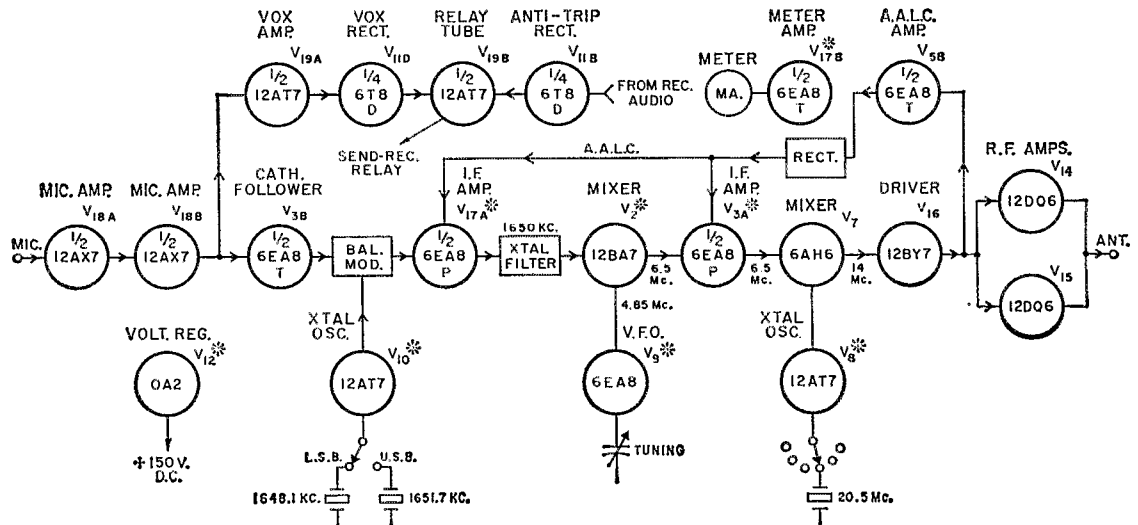 VOX
AMP.
V19A
1/2
12AT7
VOX
RECT.
V11D
1/4
6T8
D
RELAY
TUBE
V19B
1/2
12AT7
ANTI-TRIP
RECT.
V11B
1/4
6T8
D
FROM REC.
AUDIO
SEND-REC.
RELAY
METER
MA.
METER
AMP.
V17B※
1/2
6EA8
T
A.A.L.C.
AMP.
V5B
1/2
6EA8
T
RECT.
A.A.L.C.
MIC.
MIC. AMP.
V18A
1/2
12AX7
MIC. AMP.
V18B
1/2
12AX7
CATH.
FOLLOWER
V3B
1/2
6EA8
T
BAL.
MOD.
I.F.
AMP.
V17A※
1/2
6EA8
P
1650 KC.
XTAL
FILTER
MIXER
V2※
12BA7
6.5
Mc.
I.F.
AMP.
V3A※
1/2
6EA8
P
6.5
Mc.
MIXER
V7
6AH6
14
Mc.
DRIVER
V16
12BY7
R.F. AMPS.
V14
12DQ6
V15
12DQ6
ANT.
VOLT. REG.
V12※
OA2
+150 V.
D.C.
XTAL
OSC.
V10※
12AT7
L.S.B.
U.S.B.
1648.1 KC.
1651.7 KC.
4.85 Mc.
V.F.O.
V9※
6EA8
TUNING
XTAL
OSC.
V8※
12AT7
20.5 Mc.